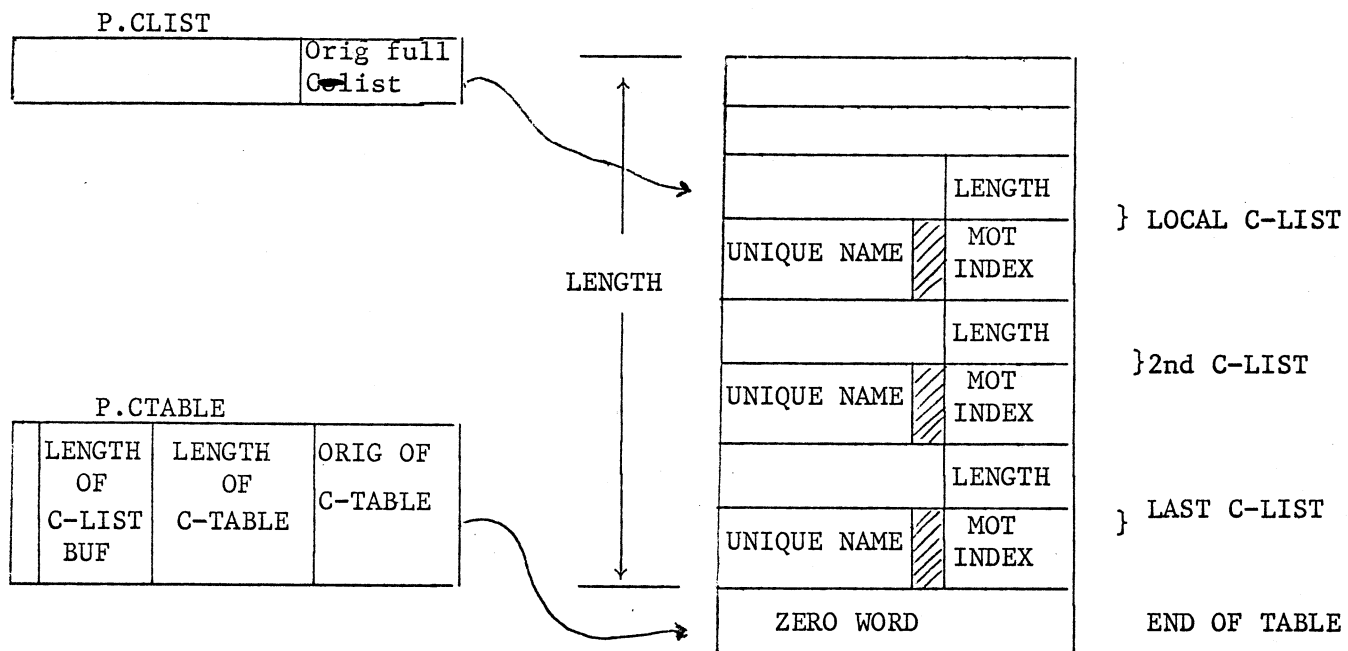 P.CLIST
Orig full
C-list
LENGTH
LOCAL C-LIST
UNIQUE NAME
MOT
INDEX
LENGTH
LENGTH
2nd C-LIST
UNIQUE NAME
MOT
INDEX
P.CTABLE
LENGTH
OF
C-LIST
BUF
LENGTH
OF
C-TABLE
ORIG OF
C-TABLE
LENGTH
LAST C-LIST
UNIQUE NAME
MOT
INDEX
ZERO WORD
END OF TABLE